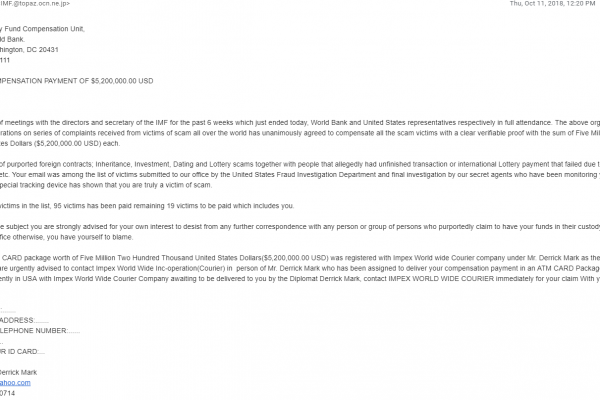 IMF.@topaz.ocn.ne.jp> Thu, Oct 11, 2018, 12:20 PM
y Fund Compensation Unit,
ld Bank.
hington, DC 20431
111
MPENSATION PAYMENT OF $5,200,000.00 USD
of meetings with the directors and secretary of the IMF for the past 6 weeks which just ended today, World Bank and United States representatives respectively in full attendance. The above org
rations on series of complaints received from victims of scam all over the world has unanimously agreed to compensate all the scam victims with a clear verifiable proof with the sum of Five Mil
tes Dollars ($5,200,000.00 USD) each.
of purported foreign contracts; Inheritance, Investment, Dating and Lottery scams together with people that allegedly had unfinished transaction or international Lottery payment that failed due t
etc. Your email was among the list of victims submitted to our office by the United States Fraud Investigation Department and final investigation by our secret agents who have been monitoring y
pecial tracking device has shown that you are truly a victim of scam.
victims in the list, 95 victims has been paid remaining 19 victims to be paid which includes you.
e subject you are strongly advised for your own interest to desist from any further correspondence with any person or group of persons who purportedly claim to have your funds in their custody
ffice otherwise, you have yourself to blame.
CARD package worth of Five Million Two Hundred Thousand United States Dollars($5,200,000.00 USD) was registered with Impex World wide Courier company under Mr. Derrick Mark as the
are urgently advised to contact Impex World Wide Inc-operation(Courier) in person of Mr. Derrick Mark who has been assigned to deliver your compensation payment in an ATM CARD Package
ently in USA with Impex World Wide Courier Company awaiting to be delivered to you by the Diplomat Derrick Mark, contact IMPEX WORLD WIDE COURIER immediately for your claim With y
:.......
ADDRESS:.......
LEPHONE NUMBER:......
..
R ID CARD:...
Derrick Mark
ahoo.com
0714